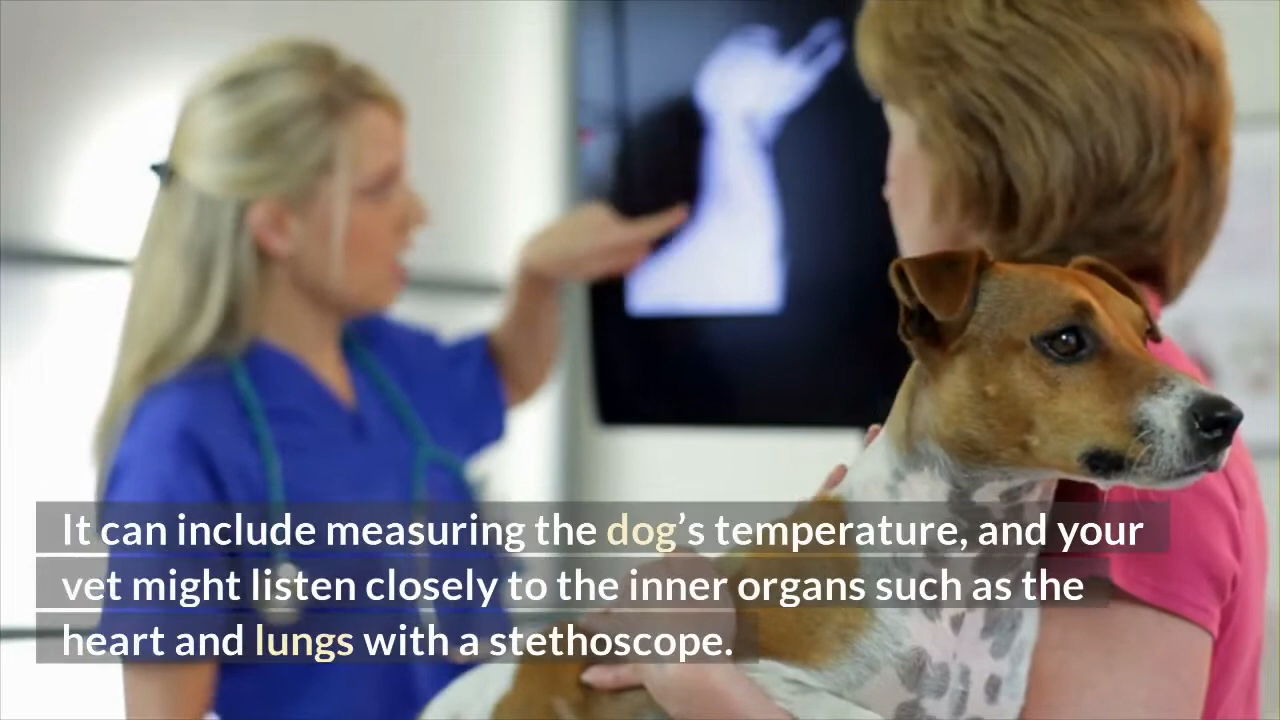 It can include measuring the dog’s temperature, and your
vet might listen closely to the inner organs such as the
heart and lungs with a stethoscope.